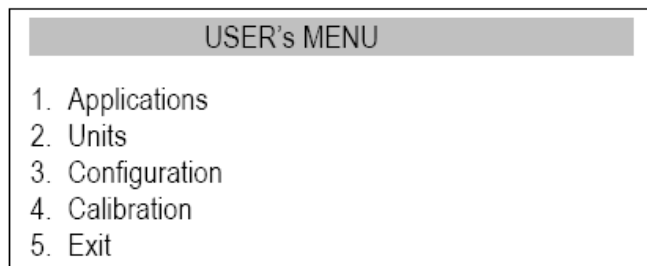 USER's MENU
1. Applications
2. Units
3. Configuration
4. Calibration
5. Exit